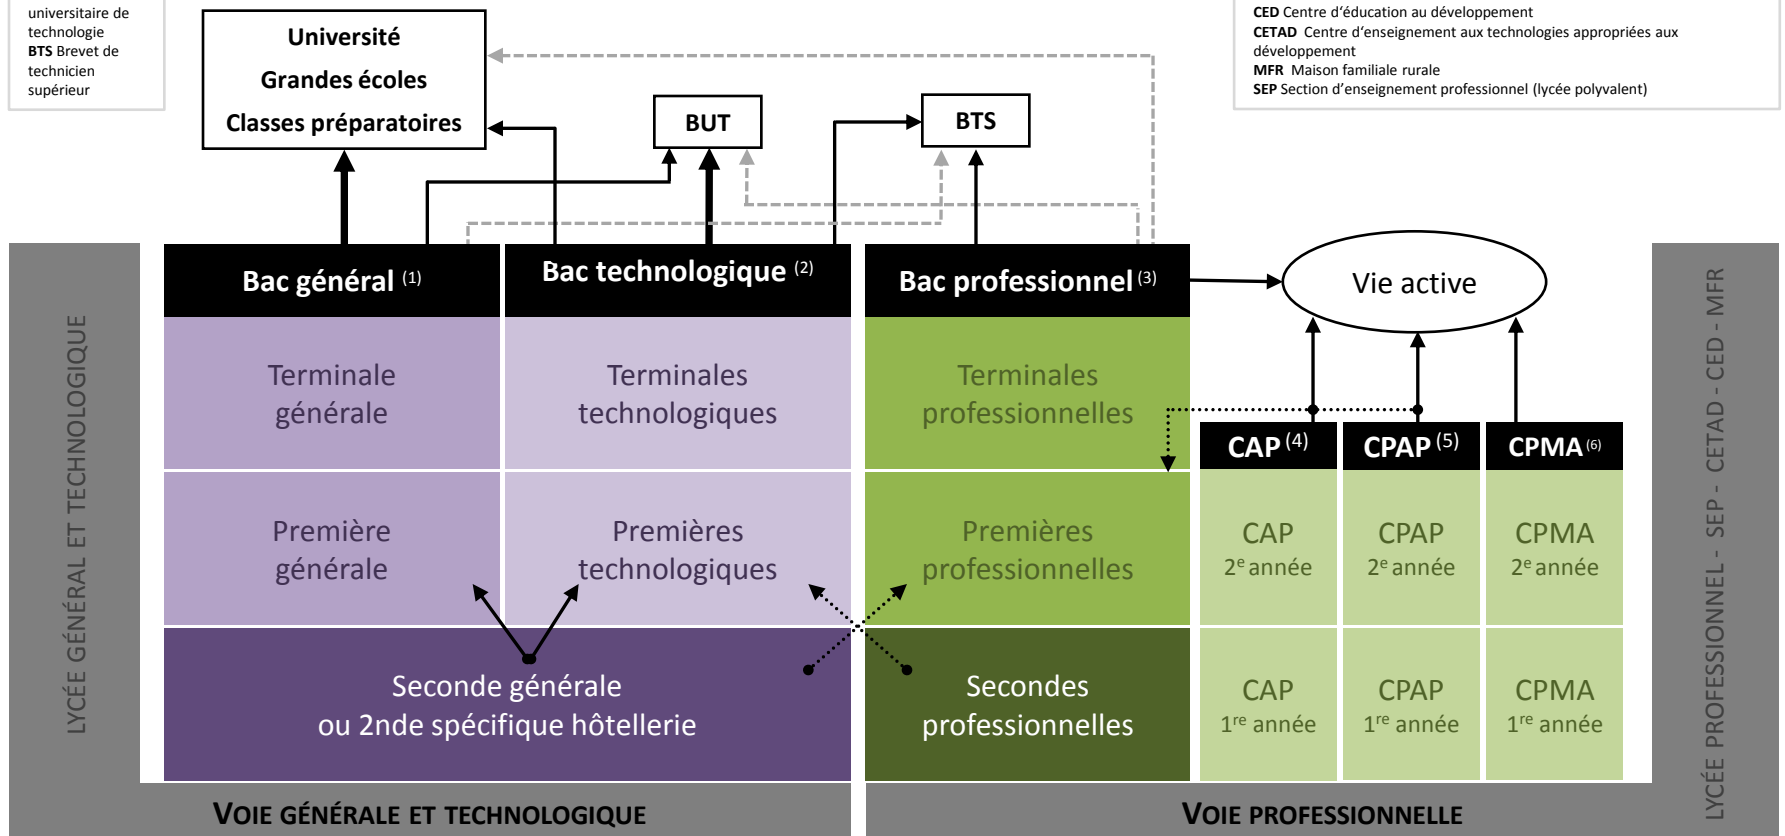 universitaire de
technologie
BTS Brevet de
technicien
supérieur
CED Centre d'éducation au développement
CETAD Centre d'enseignement aux technologies appropriées aux
développement
MFR Maison familiale rurale
SEP Section d'enseignement professionnel (lycée polyvalent)
Université
Grandes écoles
Classes préparatoires
BUT
BTS
Bac général (1)
Bac technologique (2)
Bac professionnel (3)
Vie active
Terminale
générale
Terminales
technologiques
Terminales
professionnelles
CAP (4)
CPAP (5)
CPMA (6)
Première
générale
Premières
technologiques
Premières
professionnelles
CAP
2e année
CPAP
2e année
CPMA
2e année
Seconde générale
ou 2nde spécifique hôtellerie
Secondes
professionnelles
CAP
1re année
CPAP
1re année
CPMA
1re année
LYCÉE GÉNÉRAL ET TECHNOLOGIQUE
LYCÉE PROFESSIONNEL - SEP - CETAD - CED - MFR
VOIE GÉNÉRALE ET TECHNOLOGIQUE
VOIE PROFESSIONNELLE